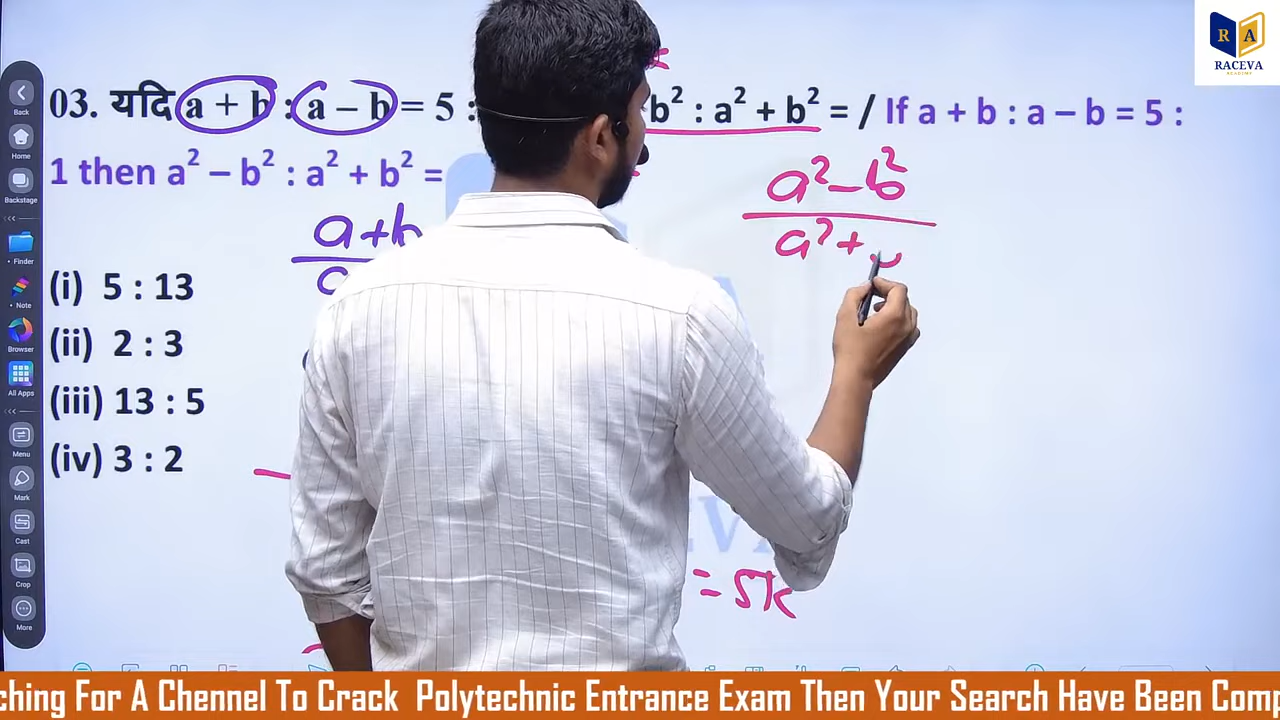 RACEVA
ACADEMY
03. यदि a + b : a – b = 5 : b² : a² + b² = / If a + b : a – b = 5 :
1 then a² – b² : a² + b² =
a+b
a² – b²
a² +
(i) 5 : 13
(ii) 2 : 3
(iii) 13 : 5
(iv) 3 : 2
= 5k
Back
Home
Backstage
Finder
Note
Browser
All Apps
Menu
Mark
Cast
Crop
More
ching For A Chennel To Crack Polytechnic Entrance Exam Then Your Search Have Been Comp